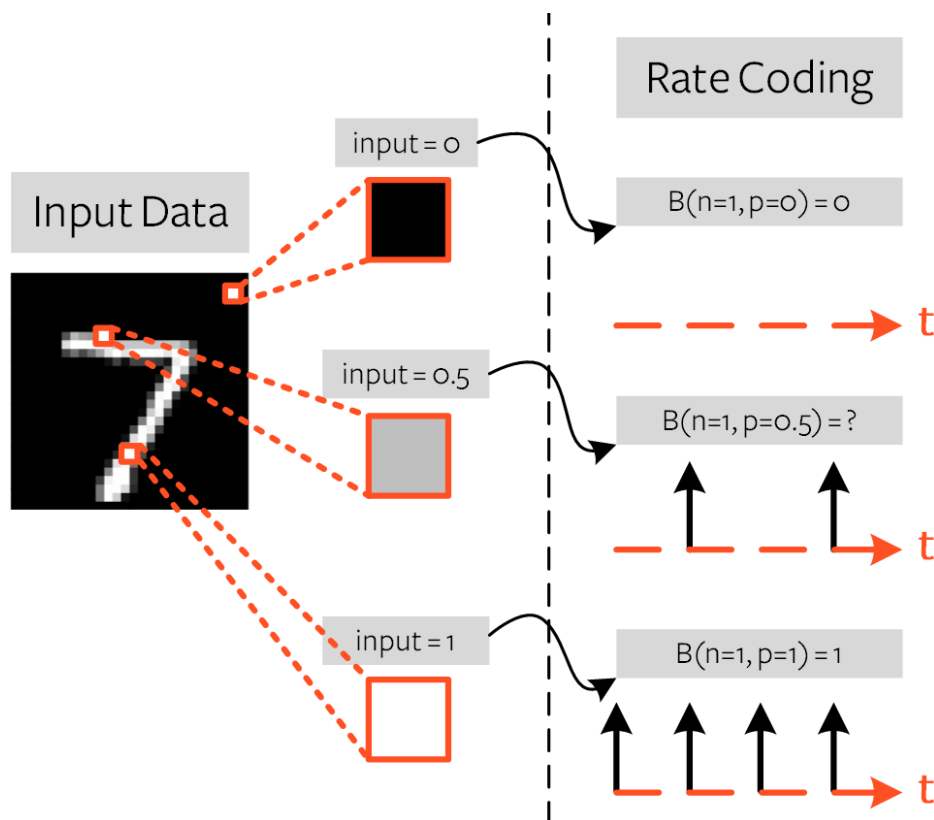 Rate Coding
input = 0
Input Data
B(n=1, p=0) = 0
t
input = 0.5
B(n=1, p=0.5) = ?
t
input = 1
B(n=1, p=1) = 1
t